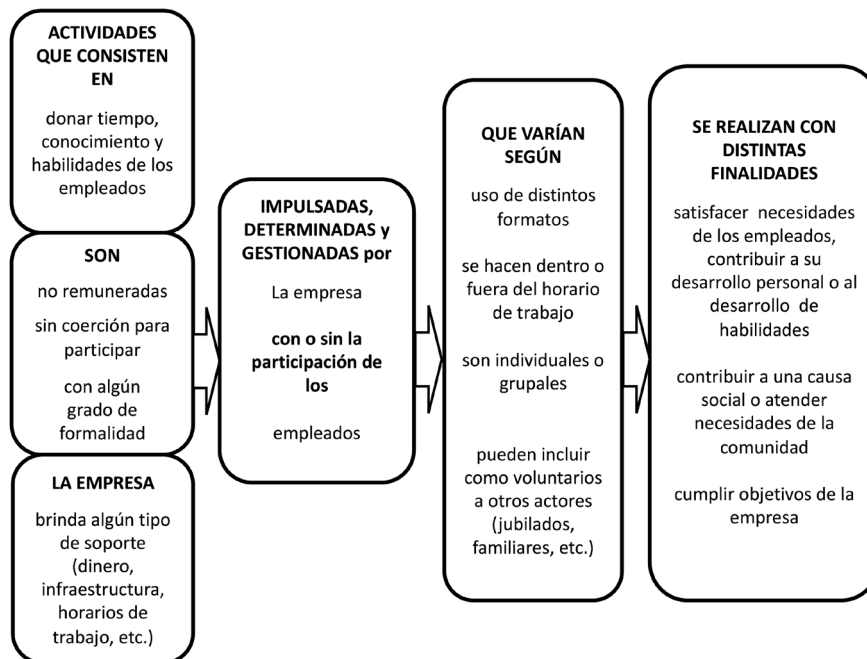 ACTIVIDADES
QUE CONSISTEN
EN
donar tiempo,
conocimiento y
habilidades de los
empleados
SON
no remuneradas
sin coerción para
participar
con algún
grado de
formalidad
LA EMPRESA
brinda algún tipo
de soporte
(dinero,
infraestructura,
horarios de
trabajo, etc.)
IMPULSADAS,
DETERMINADAS y
GESTIONADAS por
La empresa
con o sin la
participación de
los
empleados
QUE VARÍAN
SEGÚN
uso de distintos
formatos
se hacen dentro o
fuera del horario
de trabajo
son individuales o
grupales
pueden incluir
como voluntarios
a otros actores
(jubilados,
familiares, etc.)
SE REALIZAN CON
DISTINTAS
FINALIDADES
satisfacer necesidades
de los empleados,
contribuir a su
desarrollo personal o al
desarrollo de
habilidades
contribuir a una causa
social o atender
necesidades de la
comunidad
cumplir objetivos de la
empresa